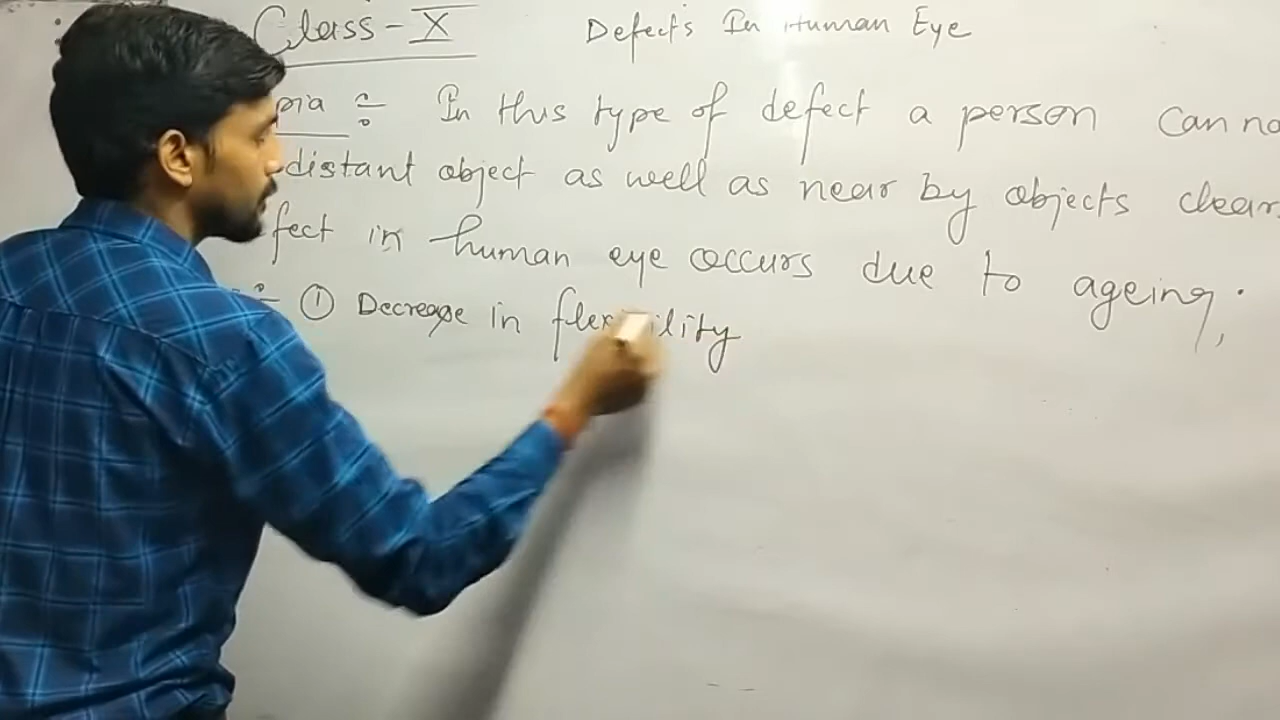 Class - X Defects In Human Eye
pia :- In this type of defect a person can no
distant object as well as near by objects clear
fect in human eye occurs due to ageing.
① Decrease in flexibility